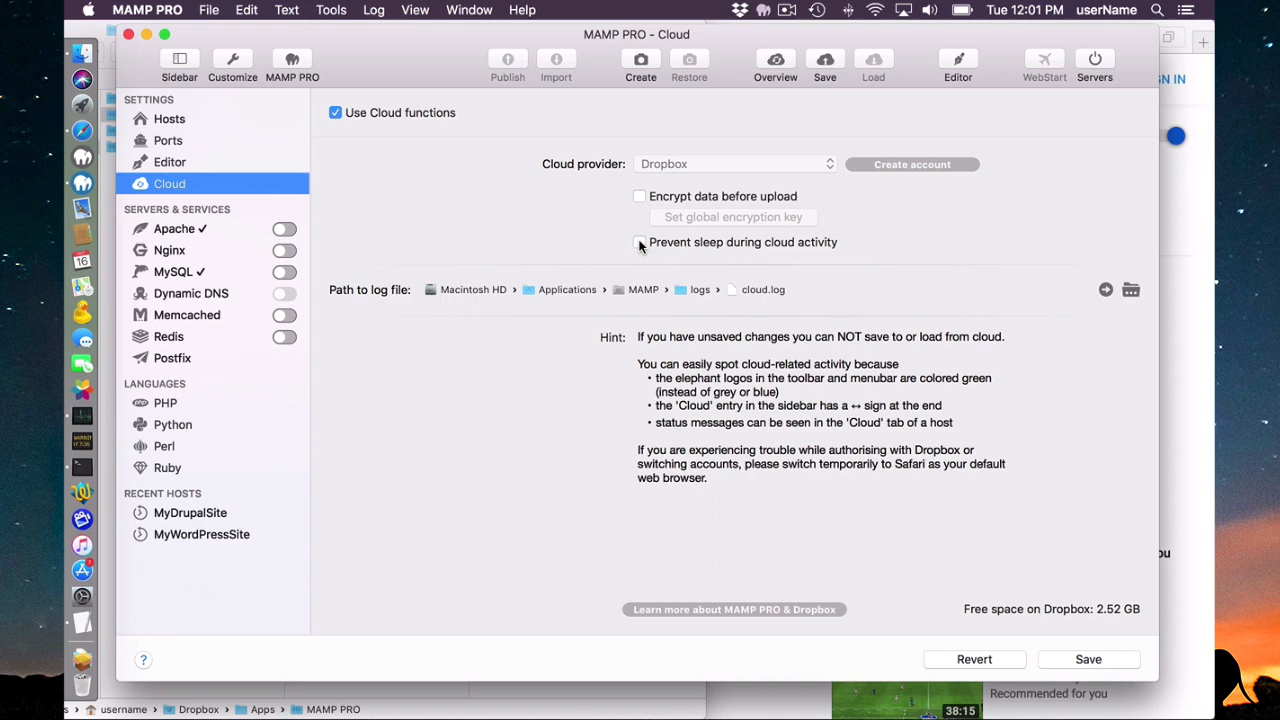 MAMP PRO File Edit Text Tools Log View Window Help Tue 12:01 PM userName
MAMP PRO - Cloud
Sidebar Customize MAMP PRO Publish Import Create Restore Overview Save Load Editor WebStart Servers
GN IN
SETTINGS
Hosts
Ports
Editor
Cloud
SERVERS & SERVICES
Apache ✓
Nginx
MySQL ✓
Dynamic DNS
Memcached
Redis
Postfix
LANGUAGES
PHP
Python
Perl
Ruby
RECENT HOSTS
MyDrupalSite
MyWordPressSite
Use Cloud functions
Cloud provider: Dropbox Create account
Encrypt data before upload
Set global encryption key
Prevent sleep during cloud activity
Path to log file: Macintosh HD › Applications › MAMP › logs › cloud.log
Hint: If you have unsaved changes you can NOT save to or load from cloud.
You can easily spot cloud-related activity because
• the elephant logos in the toolbar and menubar are colored green
(instead of grey or blue)
• the 'Cloud' entry in the sidebar has a ↔ sign at the end
• status messages can be seen in the 'Cloud' tab of a host
If you are experiencing trouble while authorising with Dropbox or
switching accounts, please switch temporarily to Safari as your default
web browser.
Learn more about MAMP PRO & Dropbox
Free space on Dropbox: 2.52 GB
? Revert Save
16
ou
Recommended for you
38:15
s › username › Dropbox › Apps › MAMP PRO